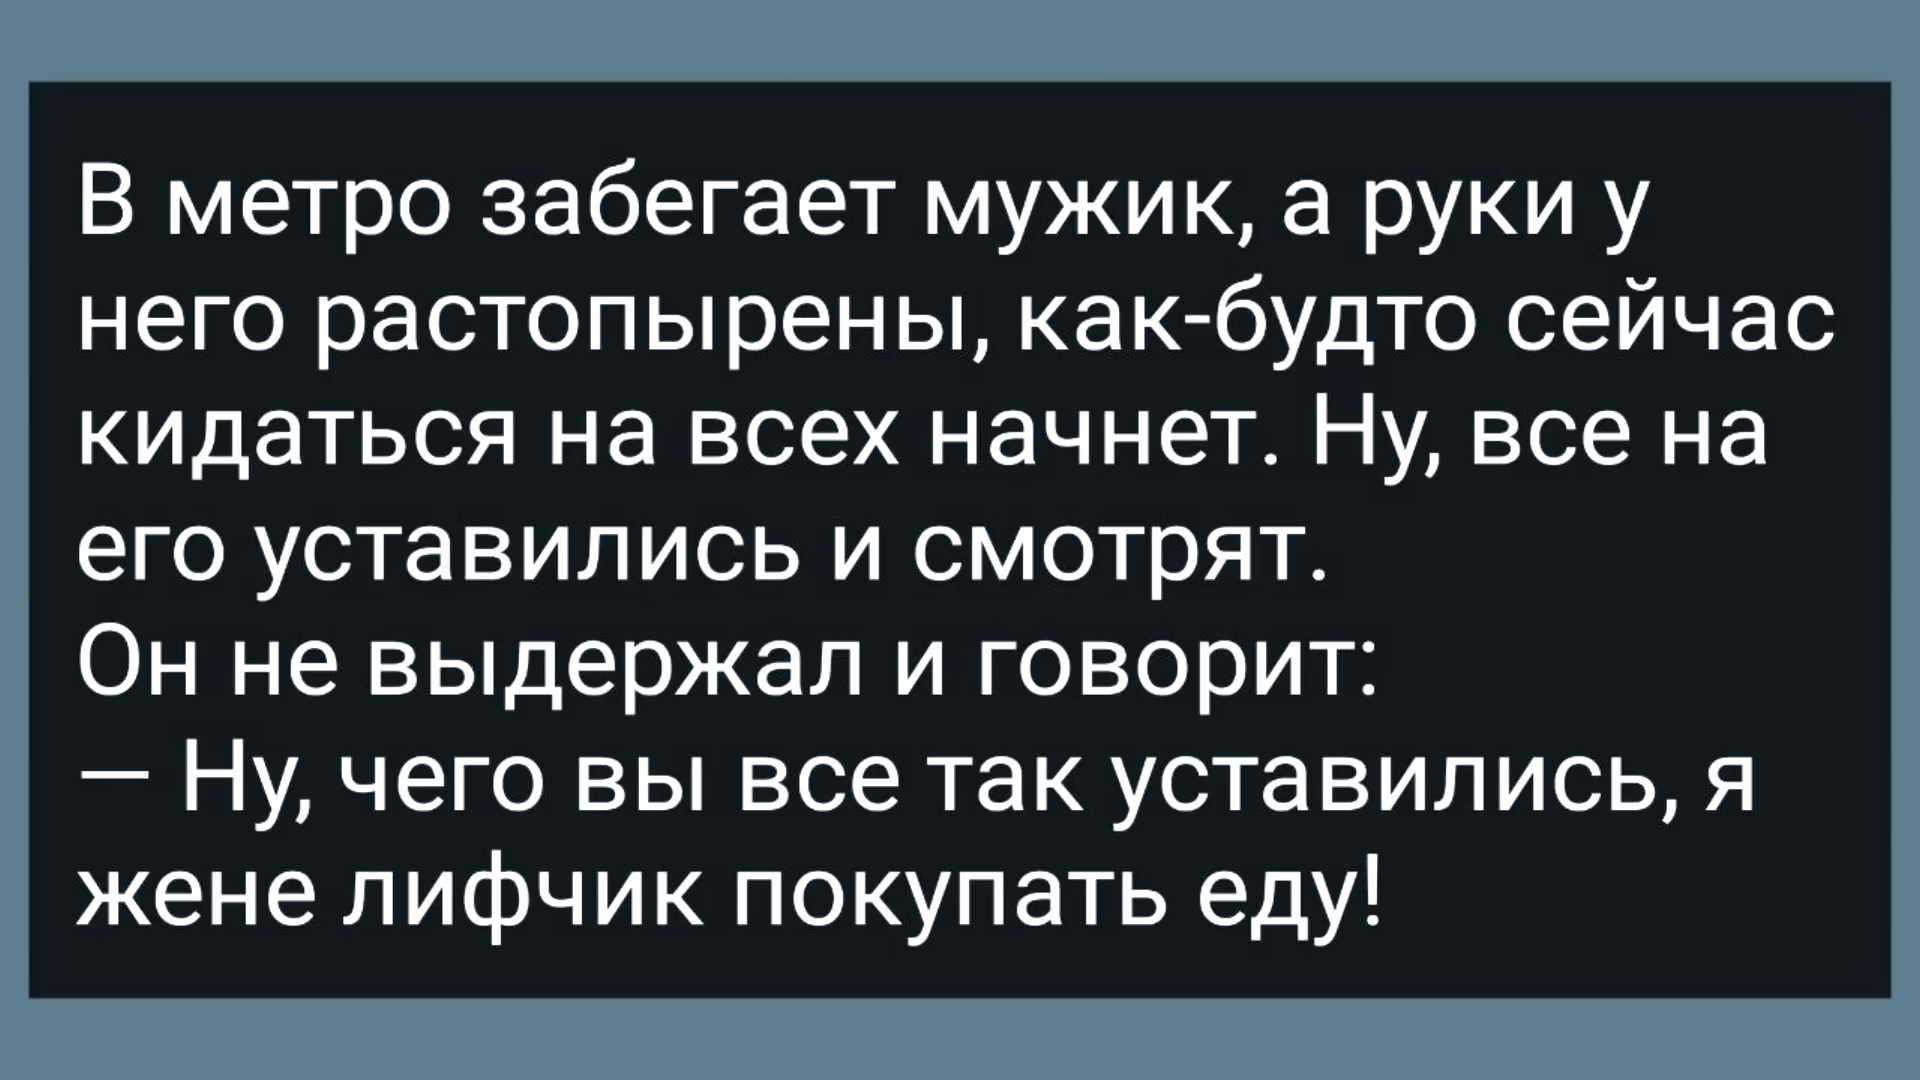 В метро забегает мужик, а руки у
него растопырены, как-будто сейчас
кидаться на всех начнет. Ну, все на
его уставились и смотрят.
Он не выдержал и говорит:
— Ну, чего вы все так уставились, я
жене лифчик покупать еду!